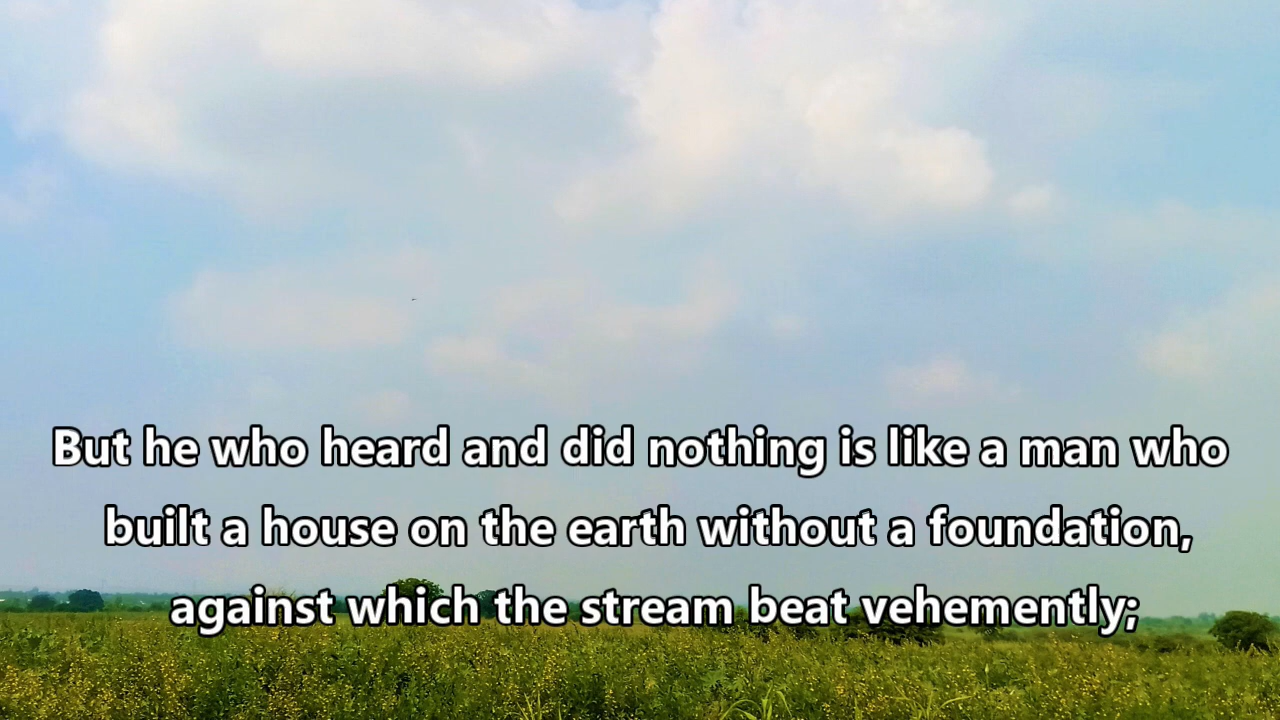 But he who heard and did nothing is like a man who
built a house on the earth without a foundation,
against which the stream beat vehemently;